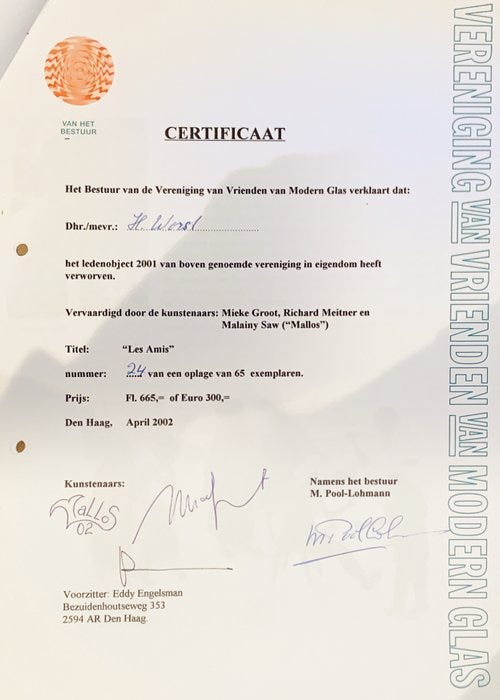 VAN HET
BESTUUR
CERTIFICAAT
Het Bestuur van de Vereniging van Vrienden van Modern Glas verklaart dat:
Dhr./mevr.: H. Worst
het ledenobject 2001 van boven genoemde vereniging in eigendom heeft
verworven.
Vervaardigd door de kunstenaars: Mieke Groot, Richard Meitner en
Malainy Saw (“Mallos”)
Titel: “Les Amis”
nummer: 24 van een oplage van 65 exemplaren.
Prijs: Fl. 665,= of Euro 300,=
Den Haag, April 2002
Kunstenaars:
Namens het bestuur
M. Pool-Lohmann
Mallos
02
M. Pool Loh
Voorzitter: Eddy Engelsman
Bezuidenhoutseweg 353
2594 AR Den Haag
VERENIGING VAN VRIENDEN VAN MODERN GLAS